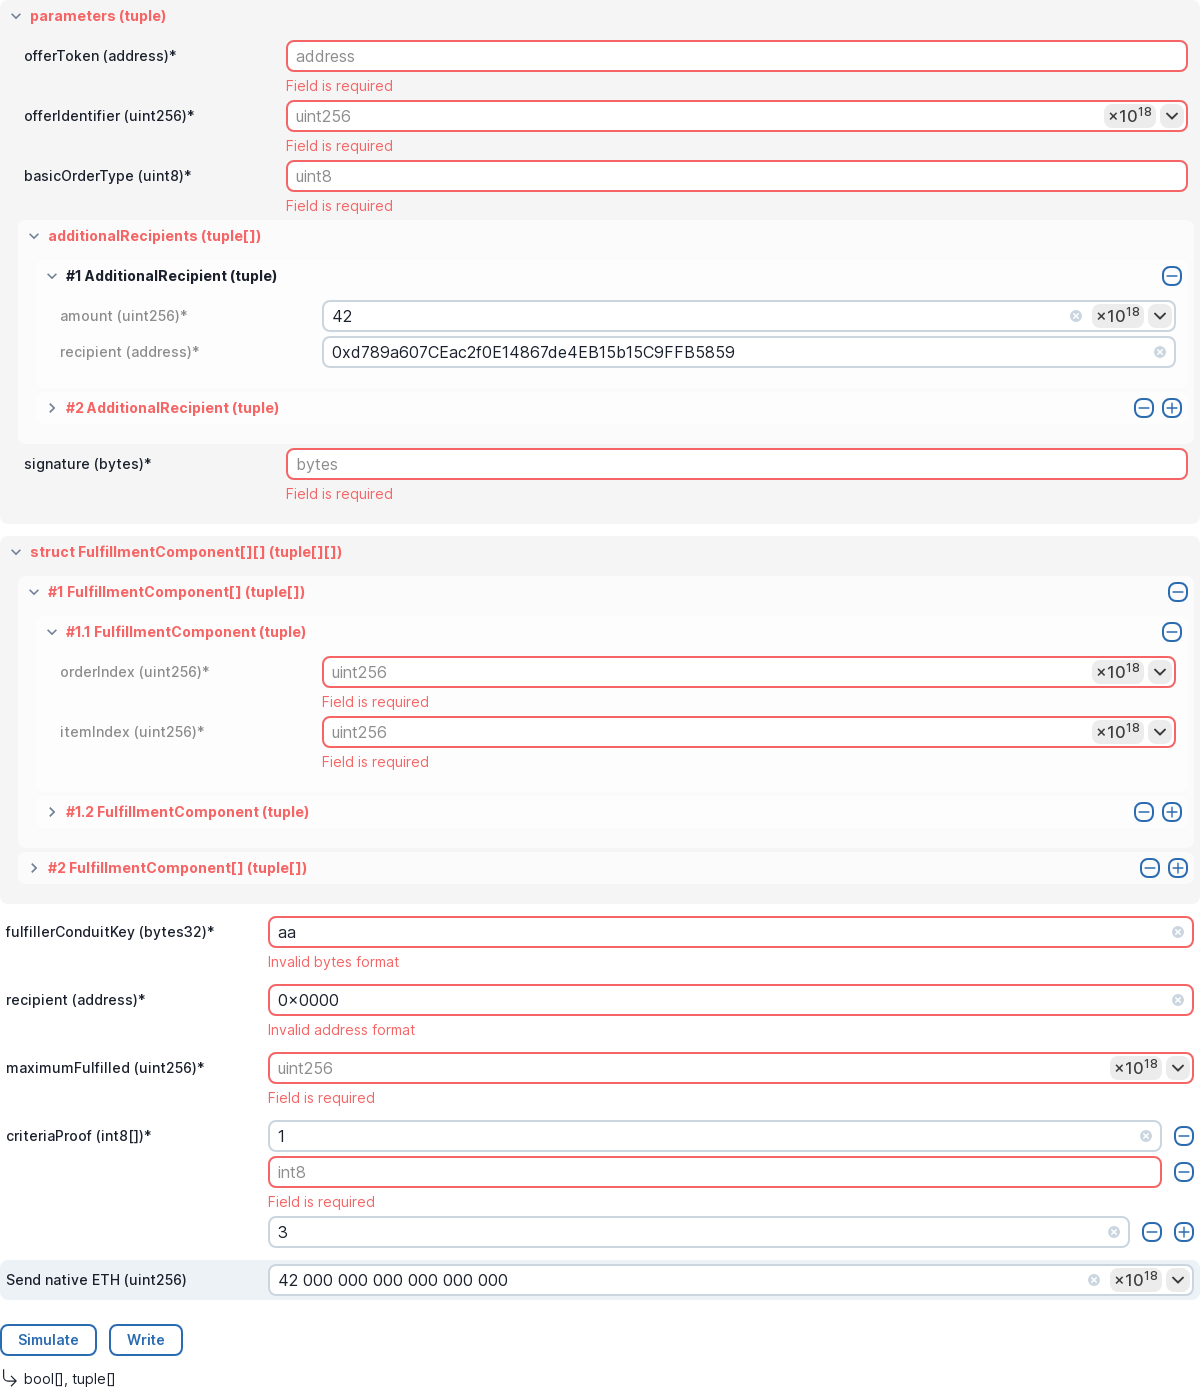 parameters (tuple)
offerToken (address)*
address
Field is required
offerIdentifier (uint256)*
uint256 ×10^18
Field is required
basicOrderType (uint8)*
uint8
Field is required
additionalRecipients (tuple[])
#1 AdditionalRecipient (tuple)
amount (uint256)*
42 ×10^18
recipient (address)*
0xd789a607CEac2f0E14867de4EB15b15C9FFB5859
#2 AdditionalRecipient (tuple)
signature (bytes)*
bytes
Field is required
struct FulfillmentComponent[][] (tuple[][])
#1 FulfillmentComponent[] (tuple[])
#1.1 FulfillmentComponent (tuple)
orderIndex (uint256)*
uint256 ×10^18
Field is required
itemIndex (uint256)*
uint256 ×10^18
Field is required
#1.2 FulfillmentComponent (tuple)
#2 FulfillmentComponent[] (tuple[])
fulfillerConduitKey (bytes32)*
aa
Invalid bytes format
recipient (address)*
0x0000
Invalid address format
maximumFulfilled (uint256)*
uint256 ×10^18
Field is required
criteriaProof (int8[])*
1
int8
Field is required
3
Send native ETH (uint256)
42 000 000 000 000 000 000 ×10^18
Simulate Write
bool[], tuple[]